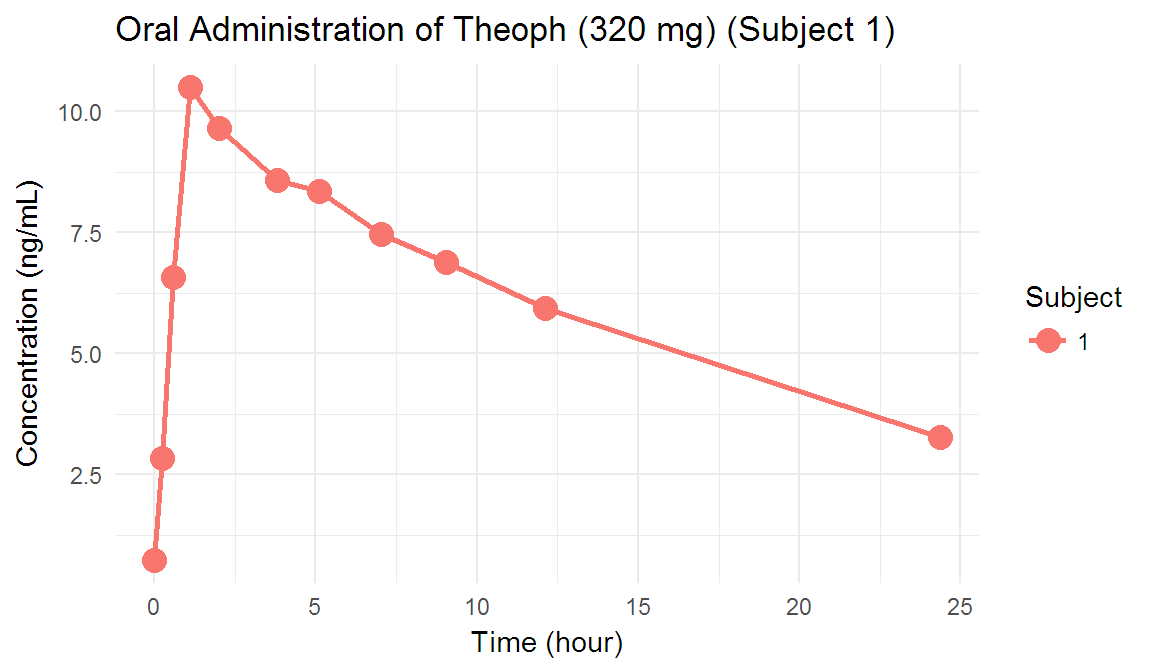 Oral Administration of Theoph (320 mg) (Subject 1)
10.0
7.5
5.0
2.5
Concentration (ng/mL)
0 5 10 15 20 25
Time (hour)
Subject
1